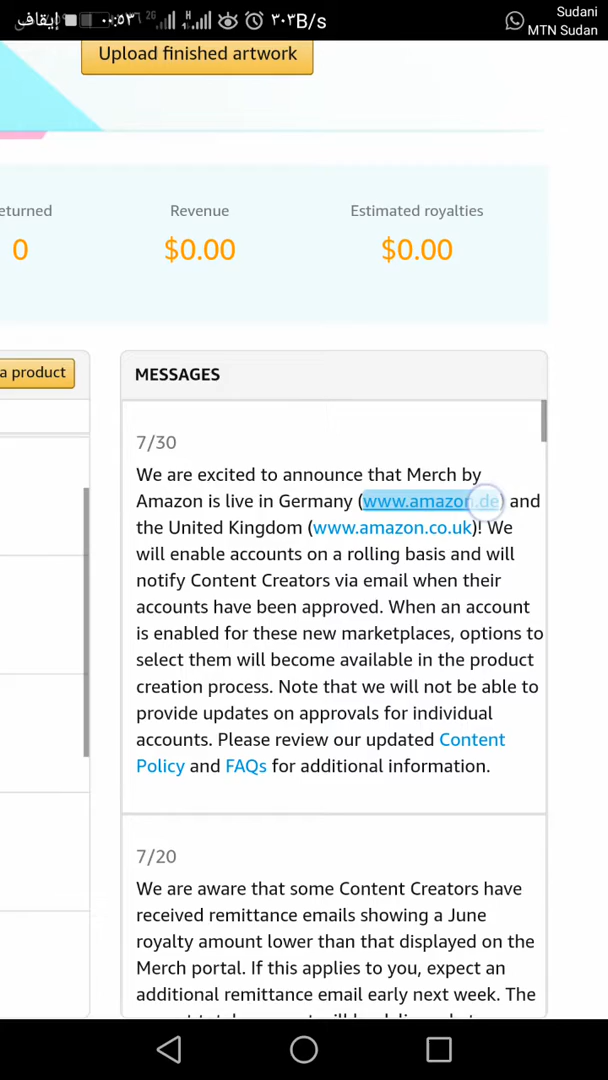 إيقاف ٠٠:٥٣ 2G H ٣٠٣B/s
Sudani
MTN Sudan
Upload finished artwork
eturned Revenue Estimated royalties
0 $0.00 $0.00
a product MESSAGES
7/30
We are excited to announce that Merch by
Amazon is live in Germany (www.amazon.de) and
the United Kingdom (www.amazon.co.uk)! We
will enable accounts on a rolling basis and will
notify Content Creators via email when their
accounts have been approved. When an account
is enabled for these new marketplaces, options to
select them will become available in the product
creation process. Note that we will not be able to
provide updates on approvals for individual
accounts. Please review our updated Content
Policy and FAQs for additional information.
7/20
We are aware that some Content Creators have
received remittance emails showing a June
royalty amount lower than that displayed on the
Merch portal. If this applies to you, expect an
additional remittance email early next week. The